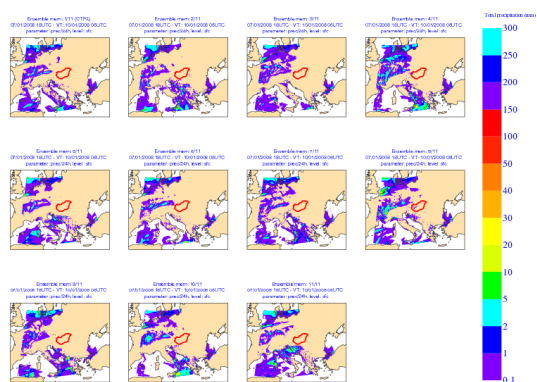 Ensemble mem: 1/11 (CTRL)
07/01/2008 18UTC - VT: 10/01/2008 06UTC
parameter: prec/24h, level: sfc
Ensemble mem: 2/11
07/01/2008 18UTC - VT: 10/01/2008 06UTC
parameter: prec/24h, level: sfc
Ensemble mem: 3/11
07/01/2008 18UTC - VT: 10/01/2008 06UTC
parameter: prec/24h, level: sfc
Ensemble mem: 4/11
07/01/2008 18UTC - VT: 10/01/2008 06UTC
parameter: prec/24h, level: sfc
Total precipitation (mm)
300
250
200
150
100
50
40
30
20
10
5
2
1
0.1
Ensemble mem: 5/11
07/01/2008 18UTC - VT: 10/01/2008 06UTC
parameter: prec/24h, level: sfc
Ensemble mem: 6/11
07/01/2008 18UTC - VT: 10/01/2008 06UTC
parameter: prec/24h, level: sfc
Ensemble mem: 7/11
07/01/2008 18UTC - VT: 10/01/2008 06UTC
parameter: prec/24h, level: sfc
Ensemble mem: 8/11
07/01/2008 18UTC - VT: 10/01/2008 06UTC
parameter: prec/24h, level: sfc
Ensemble mem: 9/11
07/01/2008 18UTC - VT: 10/01/2008 06UTC
parameter: prec/24h, level: sfc
Ensemble mem: 10/11
07/01/2008 18UTC - VT: 10/01/2008 06UTC
parameter: prec/24h, level: sfc
Ensemble mem: 11/11
07/01/2008 18UTC - VT: 10/01/2008 06UTC
parameter: prec/24h, level: sfc